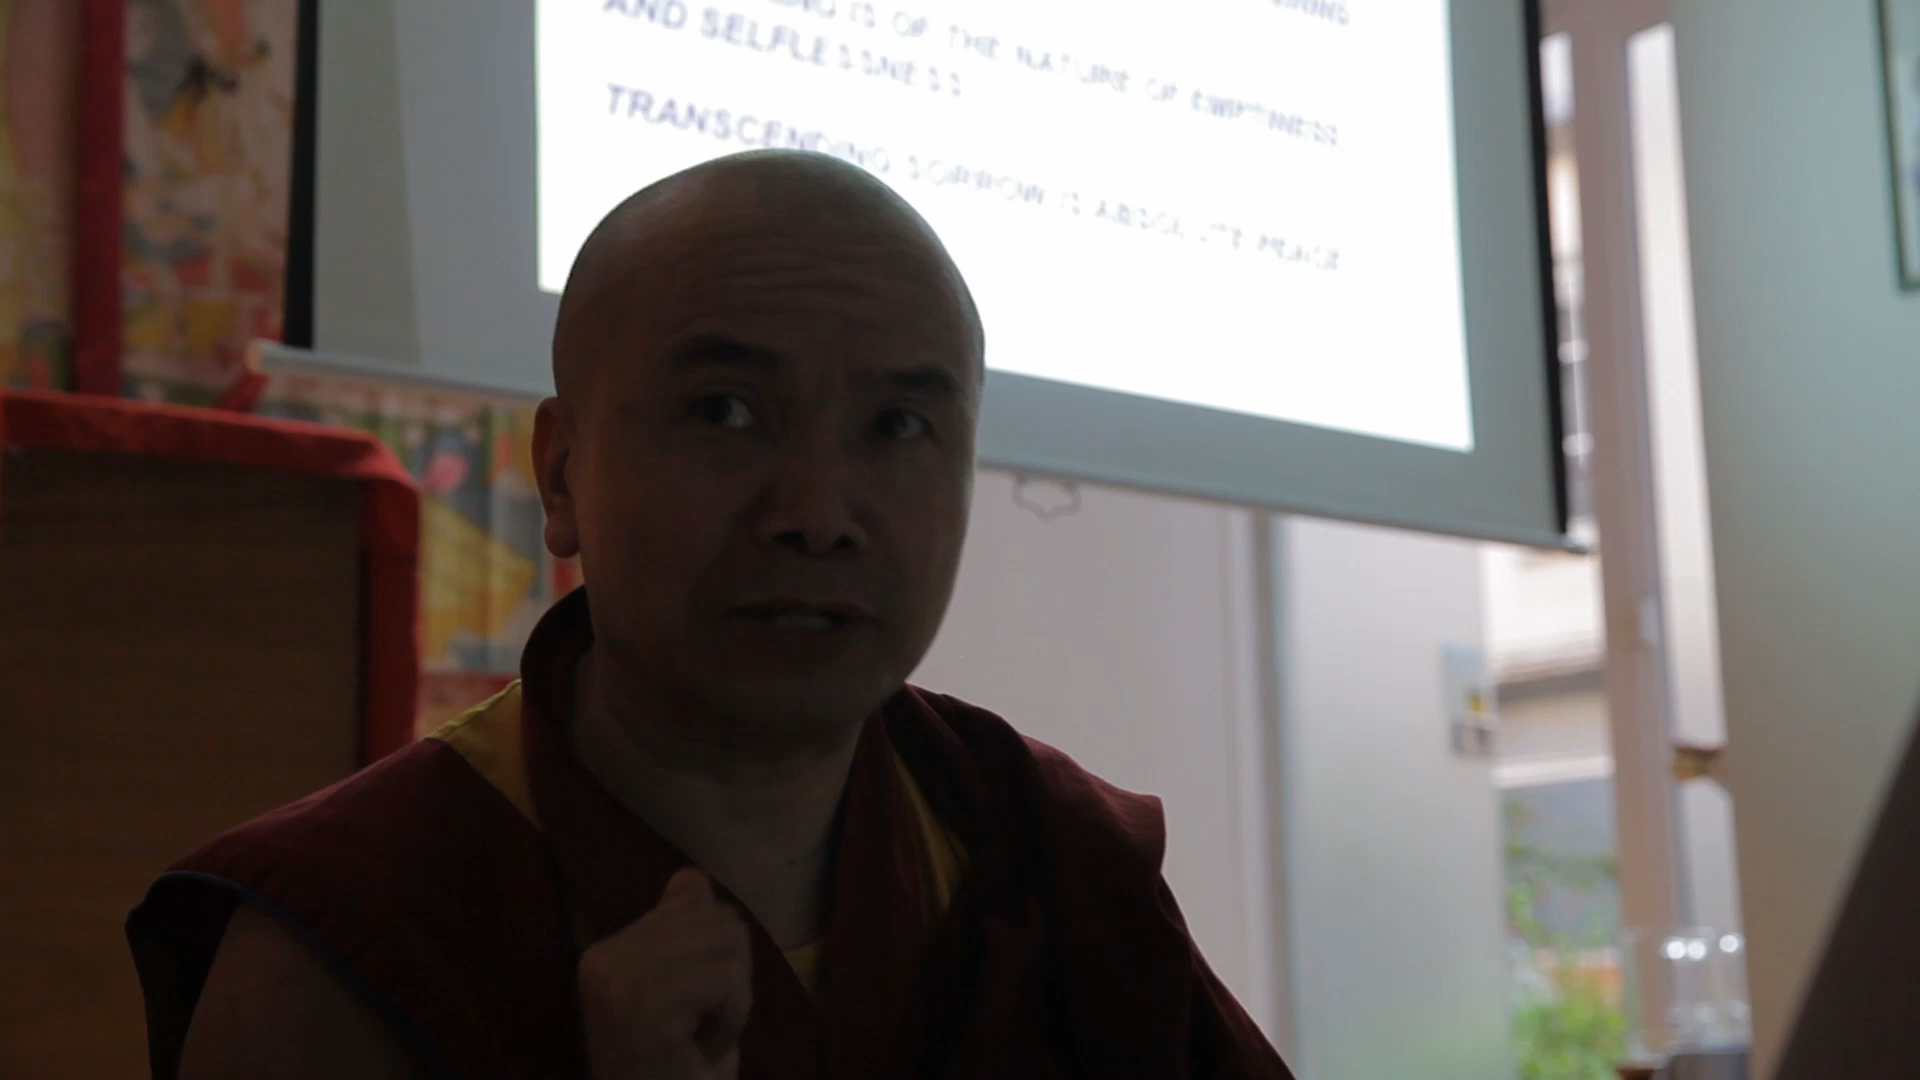 IS OF THE NATURE OF EMPTINESS
AND SELFLESSNESS
TRANSCENDING SORROW IS ABSOLUTE PEACE